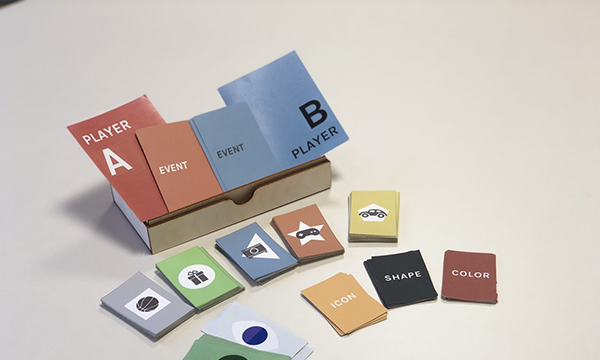 PLAYER
A
EVENT
EVENT
B
PLAYER
ICON
SHAPE
COLOR